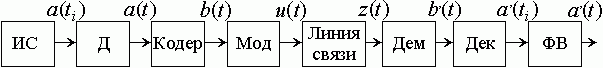 a(tᵢ) a(t) b(t) u(t) z(t) b'(t) a'(tᵢ) a'(t)
ИС Д Кодер Мод Линия связи Дем Дек ФВ